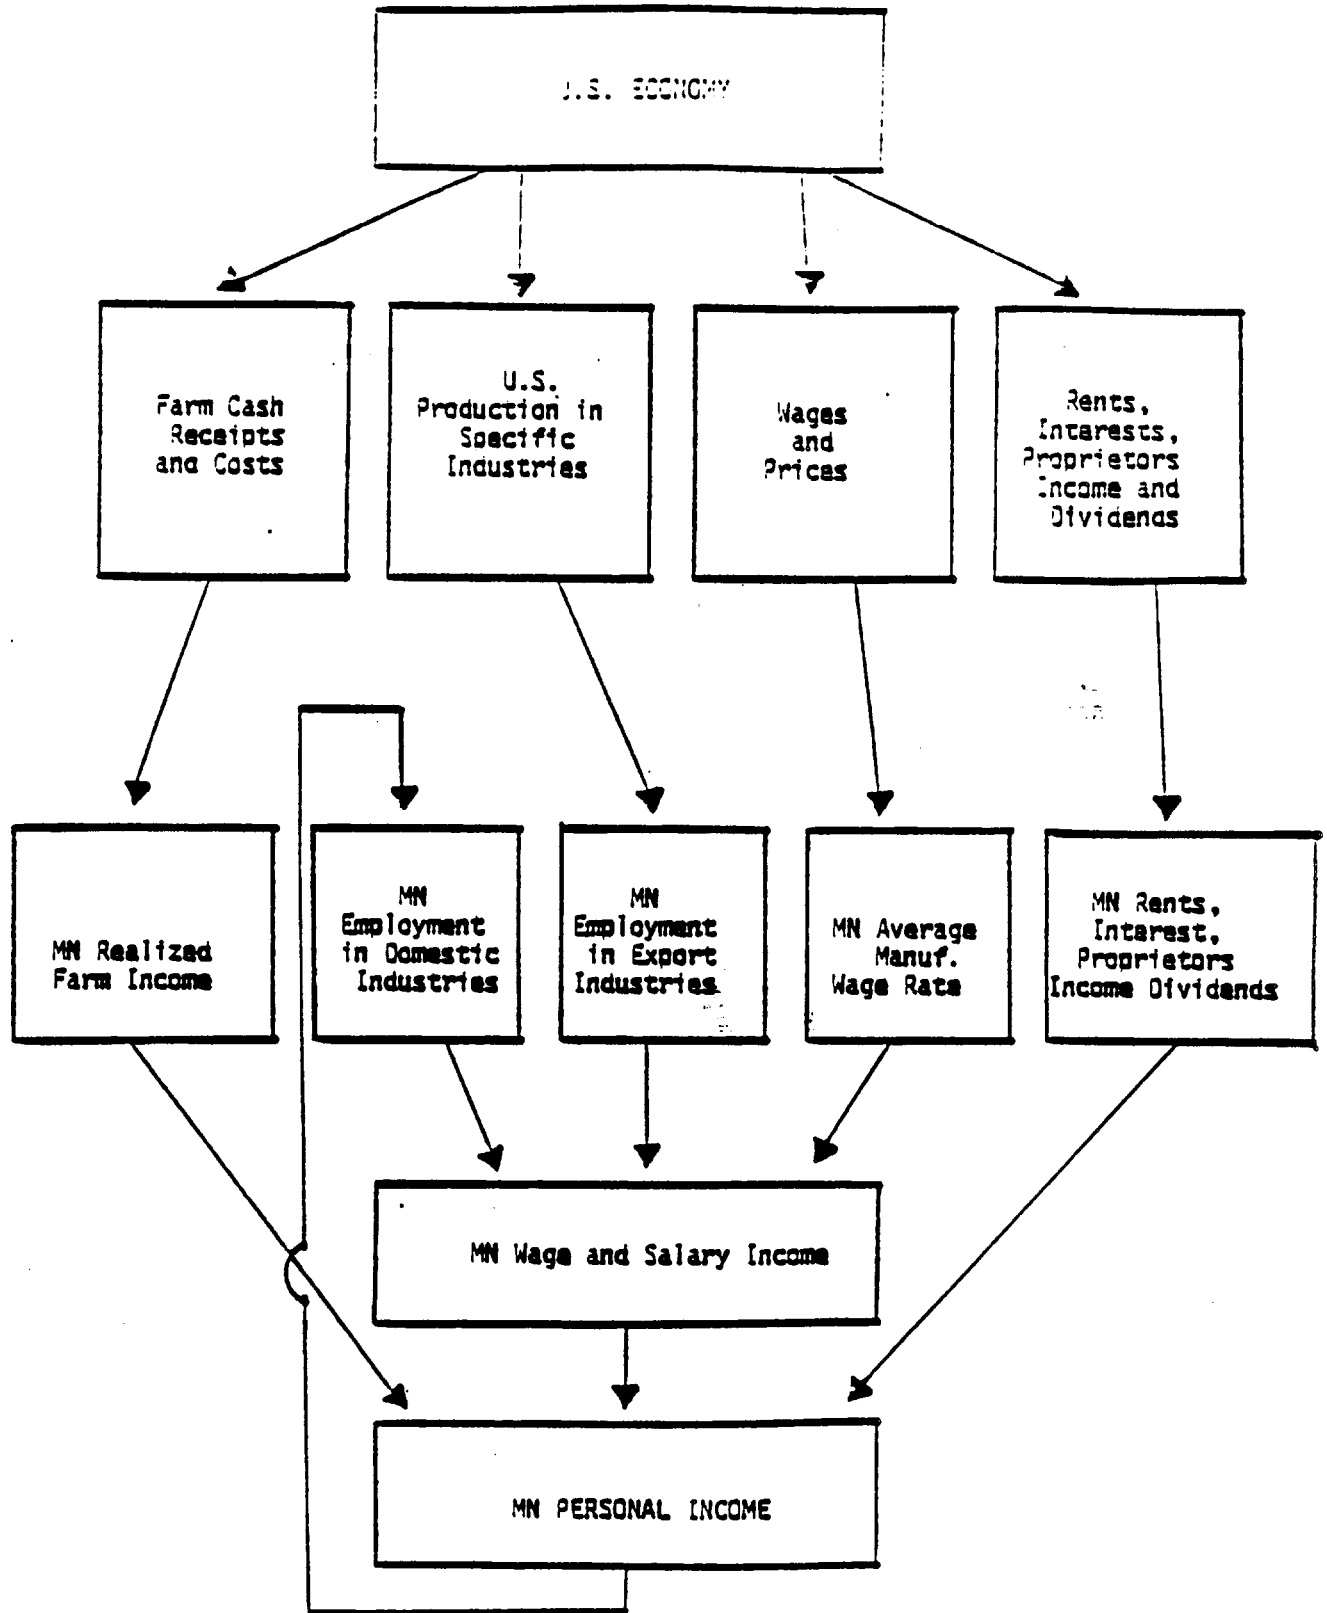 U.S. ECONOMY
Farm Cash
Receipts
and Costs
U.S.
Production in
Specific
Industries
Wages
and
Prices
Rents,
Interests,
Proprietors
Income and
Dividends
MN Realized
Farm Income
MN
Employment
in Domestic
Industries
MN
Employment
in Export
Industries
MN Average
Manuf.
Wage Rate
MN Rents,
Interest,
Proprietors
Income Dividends
MN Wage and Salary Income
MN PERSONAL INCOME